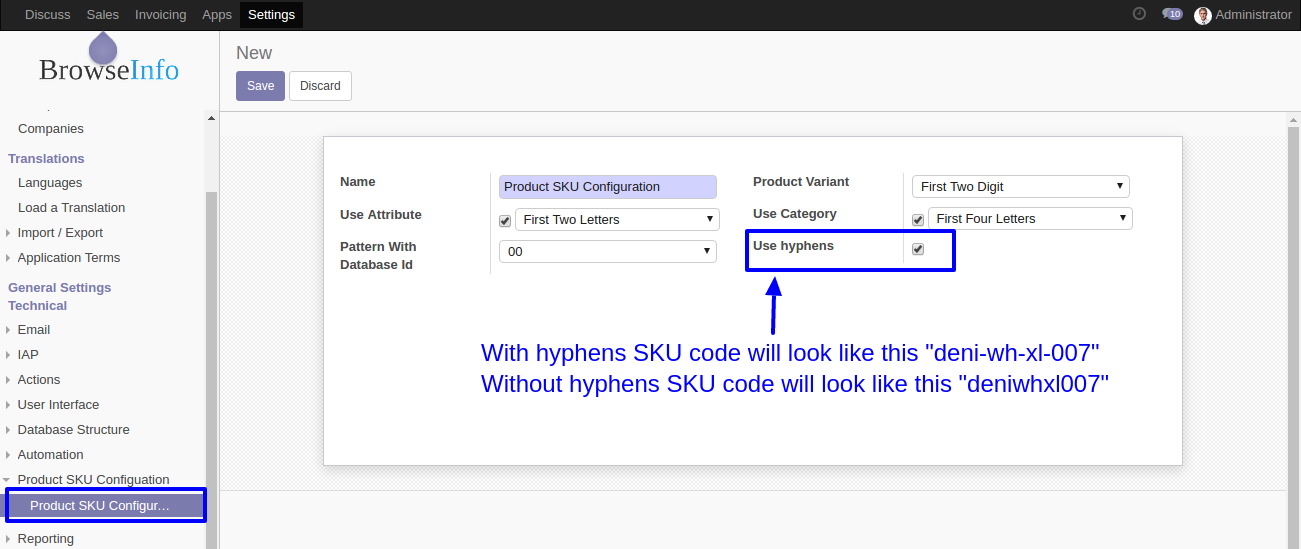 Discuss Sales Invoicing Apps Settings 10 Administrator
BrowseInfo
Companies
Translations
Languages
Load a Translation
Import / Export
Application Terms
General Settings
Technical
Email
IAP
Actions
User Interface
Database Structure
Automation
Product SKU Configuation
Product SKU Configur…
Reporting
New
Save Discard
Name Product SKU Configuration Product Variant First Two Digit
Use Attribute First Two Letters Use Category First Four Letters
Pattern With
Database Id 00 Use hyphens
With hyphens SKU code will look like this "deni-wh-xl-007"
Without hyphens SKU code will look like this "deniwhxl007"